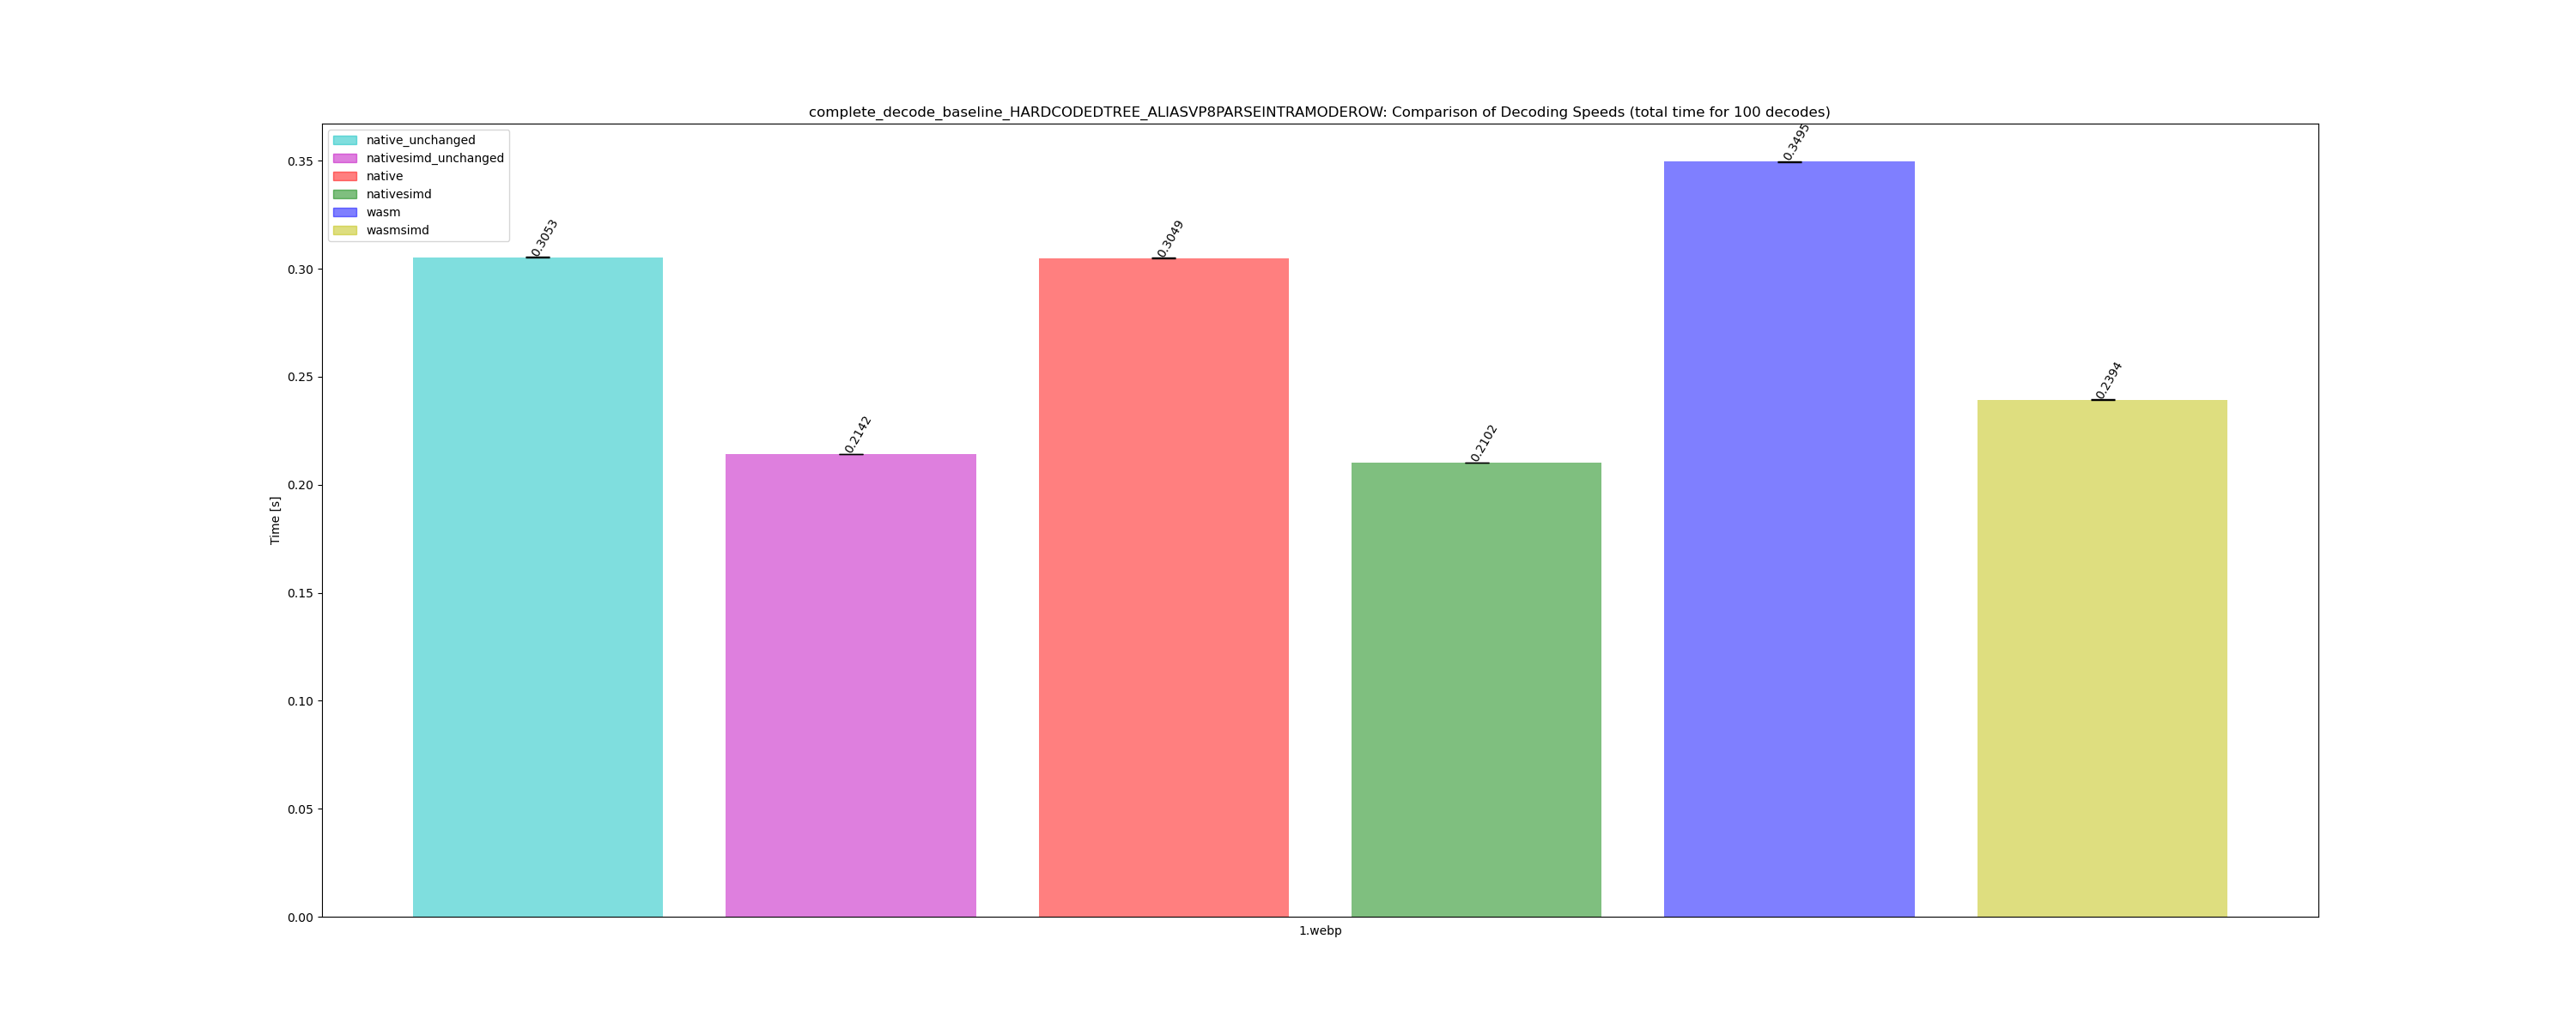 complete_decode_baseline_HARDCODEDTREE_ALIASVP8PARSEINTRAMODEROW: Comparison of Decoding Speeds (total time for 100 decodes)
native_unchanged
nativesimd_unchanged
native
nativesimd
wasm
wasmsimd
0.3053
0.2142
0.3049
0.2102
0.3495
0.2394
Time [s]
0.35
0.30
0.25
0.20
0.15
0.10
0.05
0.00
1.webp